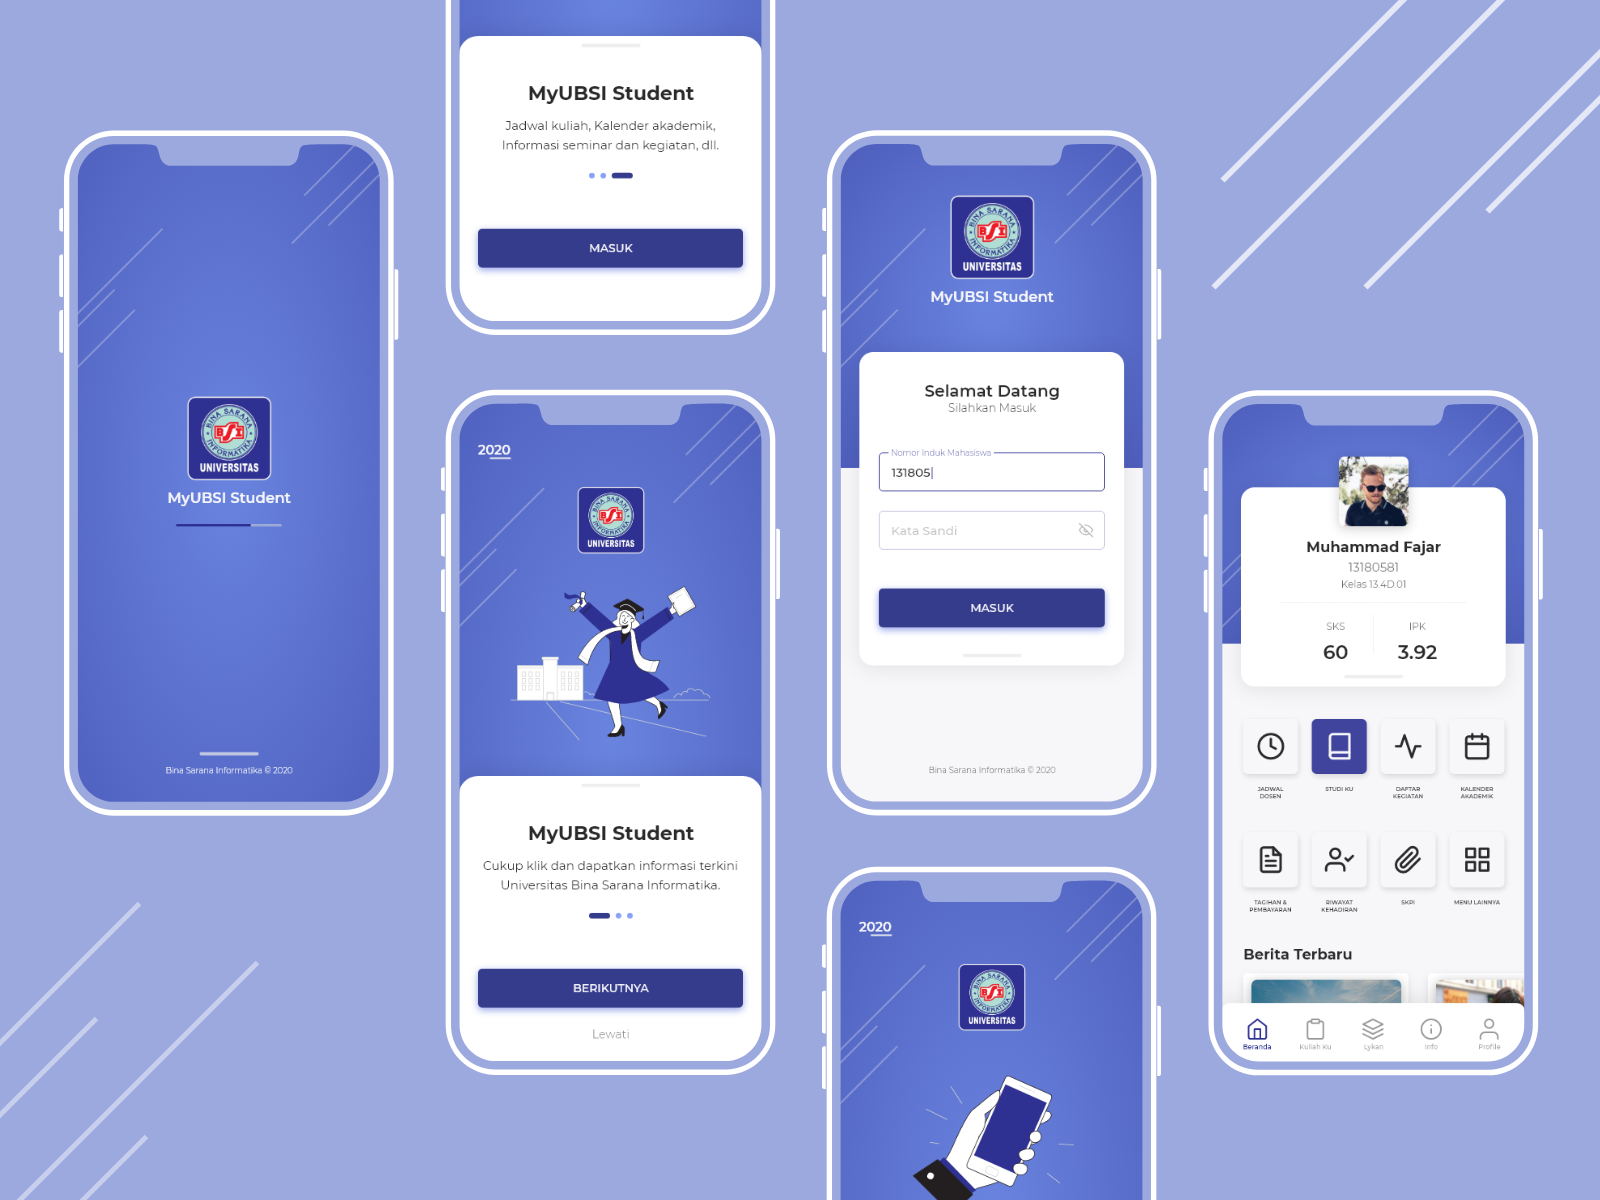 BINA SARANA
BSI
INFORMATIKA
UNIVERSITAS
MyUBSI Student
Bina Sarana Informatika © 2020
MyUBSI Student
Jadwal kuliah, Kalender akademik,
Informasi seminar dan kegiatan, dll.
MASUK
2020
BINA SARANA
BSI
INFORMATIKA
UNIVERSITAS
MyUBSI Student
Cukup klik dan dapatkan informasi terkini
Universitas Bina Sarana Informatika.
BERIKUTNYA
Lewati
BINA SARANA
BSI
INFORMATIKA
UNIVERSITAS
MyUBSI Student
Selamat Datang
Silahkan Masuk
Nomor Induk Mahasiswa
131805
Kata Sandi
MASUK
Bina Sarana Informatika © 2020
2020
BINA SARANA
BSI
INFORMATIKA
UNIVERSITAS
Muhammad Fajar
13180581
Kelas 13.4D.01
SKS IPK
60 3.92
JADWAL DOSEN
STUDI KU
DAFTAR KEGIATAN
KALENDER AKADEMIK
TAGIHAN & PEMBAYARAN
RIWAYAT KEHADIRAN
SKPI
MENU LAINNYA
Berita Terbaru
Beranda Kuliah Ku Lykan Info Profile